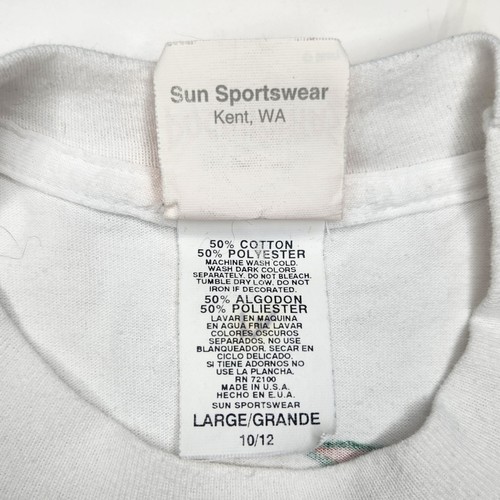 Sun Sportswear
Kent, WA
50% COTTON
50% POLYESTER
MACHINE WASH COLD.
WASH DARK COLORS
SEPARATELY. DO NOT BLEACH.
TUMBLE DRY LOW. DO NOT
IRON IF DECORATED.
50% ALGODON
50% POLIESTER
LAVAR EN MAQUINA
EN AGUA FRIA. LAVAR
COLORES OSCUROS
SEPARADOS, NO USE
BLANQUEADOR. SECAR EN
CICLO DELICADO.
SI TIENE ADORNOS NO
USE LA PLANCHA.
RN 72100
MADE IN U.S.A.
HECHO EN E.U.A.
SUN SPORTSWEAR
LARGE/GRANDE
10/12